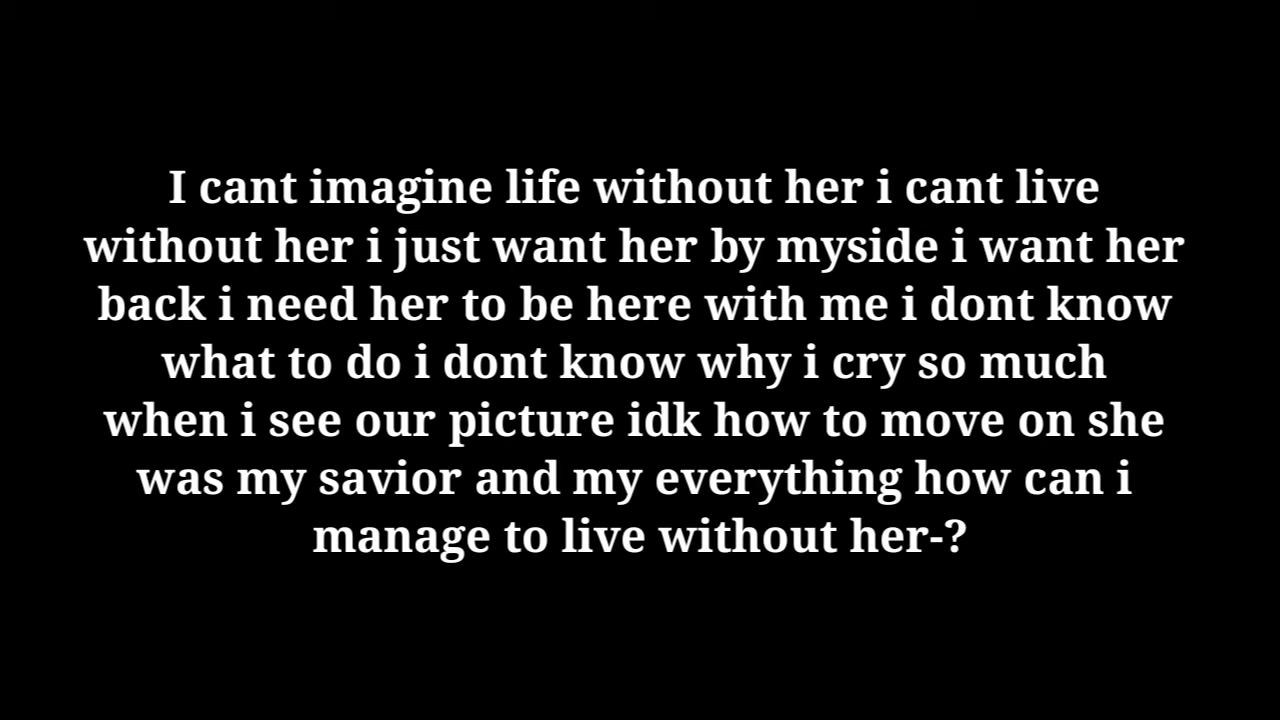 I cant imagine life without her i cant live
without her i just want her by myside i want her
back i need her to be here with me i dont know
what to do i dont know why i cry so much
when i see our picture idk how to move on she
was my savior and my everything how can i
manage to live without her-?